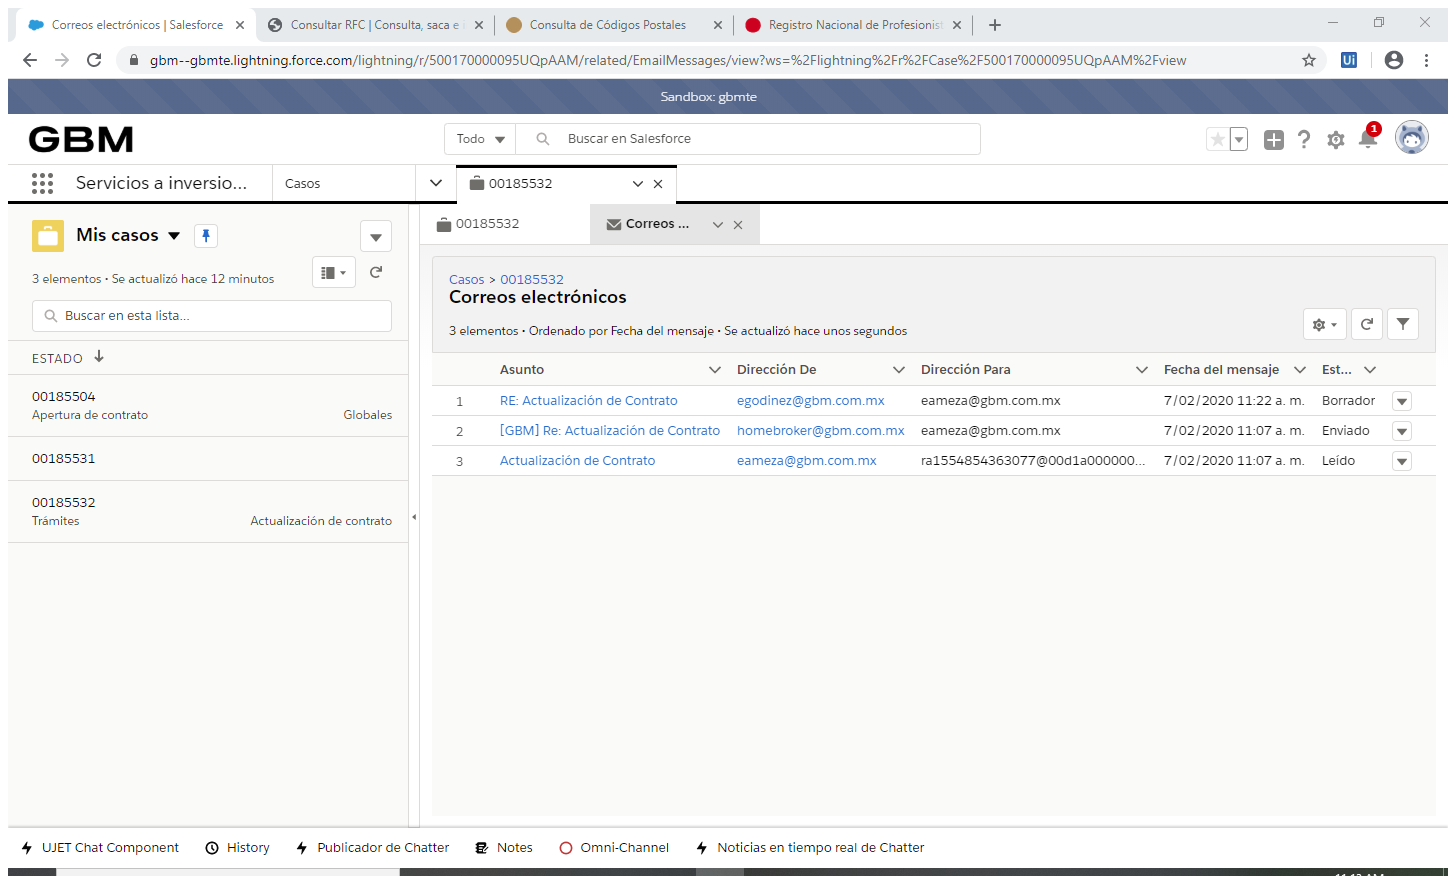 Correos electrónicos | Salesforce
Consultar RFC | Consulta, saca e
Consulta de Códigos Postales
Registro Nacional de Profesionist
gbm--gbmte.lightning.force.com/lightning/r/500170000095UQpAAM/related/EmailMessages/view?ws=%2Flightning%2Fr%2FCase%2F500170000095UQpAAM%2Fview
Ui
Sandbox: gbmte
GBM
Todo
Buscar en Salesforce
1
Servicios a inversio...
Casos
00185532
Mis casos
3 elementos • Se actualizó hace 12 minutos
Buscar en esta lista...
ESTADO
00185504
Apertura de contrato Globales
00185531
00185532
Trámites Actualización de contrato
00185532
Correos ...
Casos > 00185532
Correos electrónicos
3 elementos • Ordenado por Fecha del mensaje • Se actualizó hace unos segundos
Asunto Dirección De Dirección Para Fecha del mensaje Est...
1 RE: Actualización de Contrato egodinez@gbm.com.mx eameza@gbm.com.mx 7/02/2020 11:22 a. m. Borrador
2 [GBM] Re: Actualización de Contrato homebroker@gbm.com.mx eameza@gbm.com.mx 7/02/2020 11:07 a. m. Enviado
3 Actualización de Contrato eameza@gbm.com.mx ra1554854363077@00d1a000000... 7/02/2020 11:07 a. m. Leído
UJET Chat Component
History
Publicador de Chatter
Notes
Omni-Channel
Noticias en tiempo real de Chatter